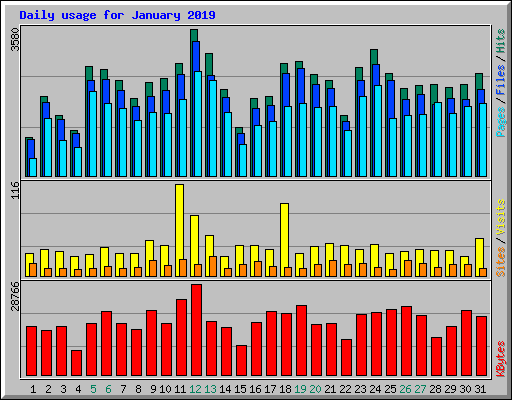 Daily usage for January 2019
3580
Pages / Files / Hits
116
Sites / Visits
28766
KBytes
1 2 3 4 5 6 7 8 9 10 11 12 13 14 15 16 17 18 19 20 21 22 23 24 25 26 27 28 29 30 31